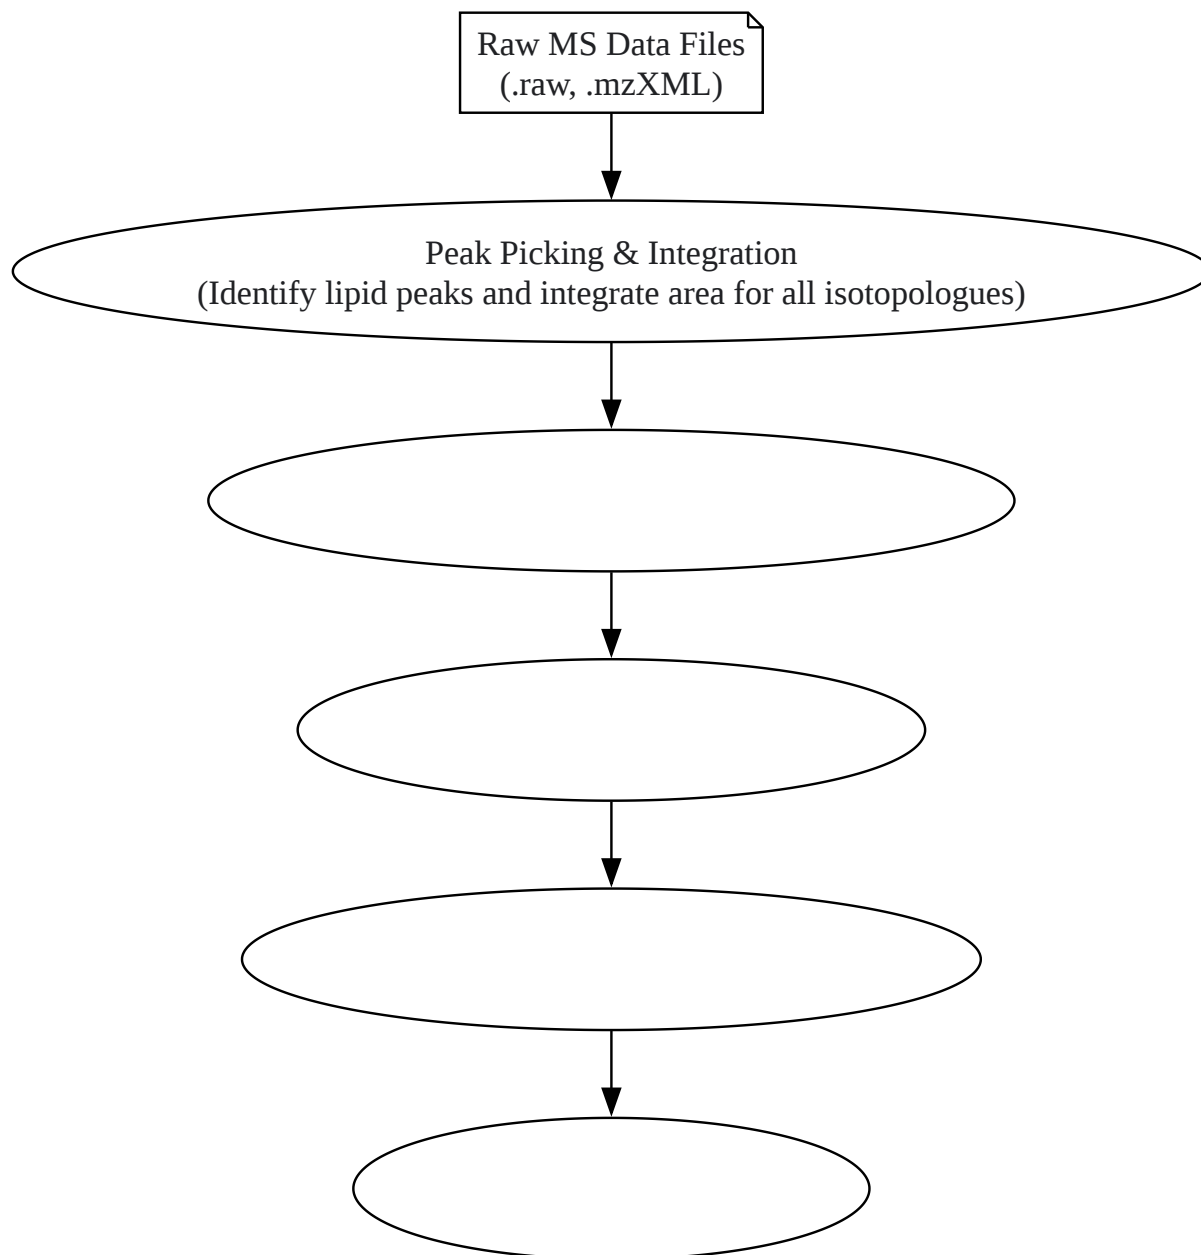 Raw MS Data Files
(.raw, .mzXML)
Peak Picking & Integration
(Identify lipid peaks and integrate area for all isotopologues)